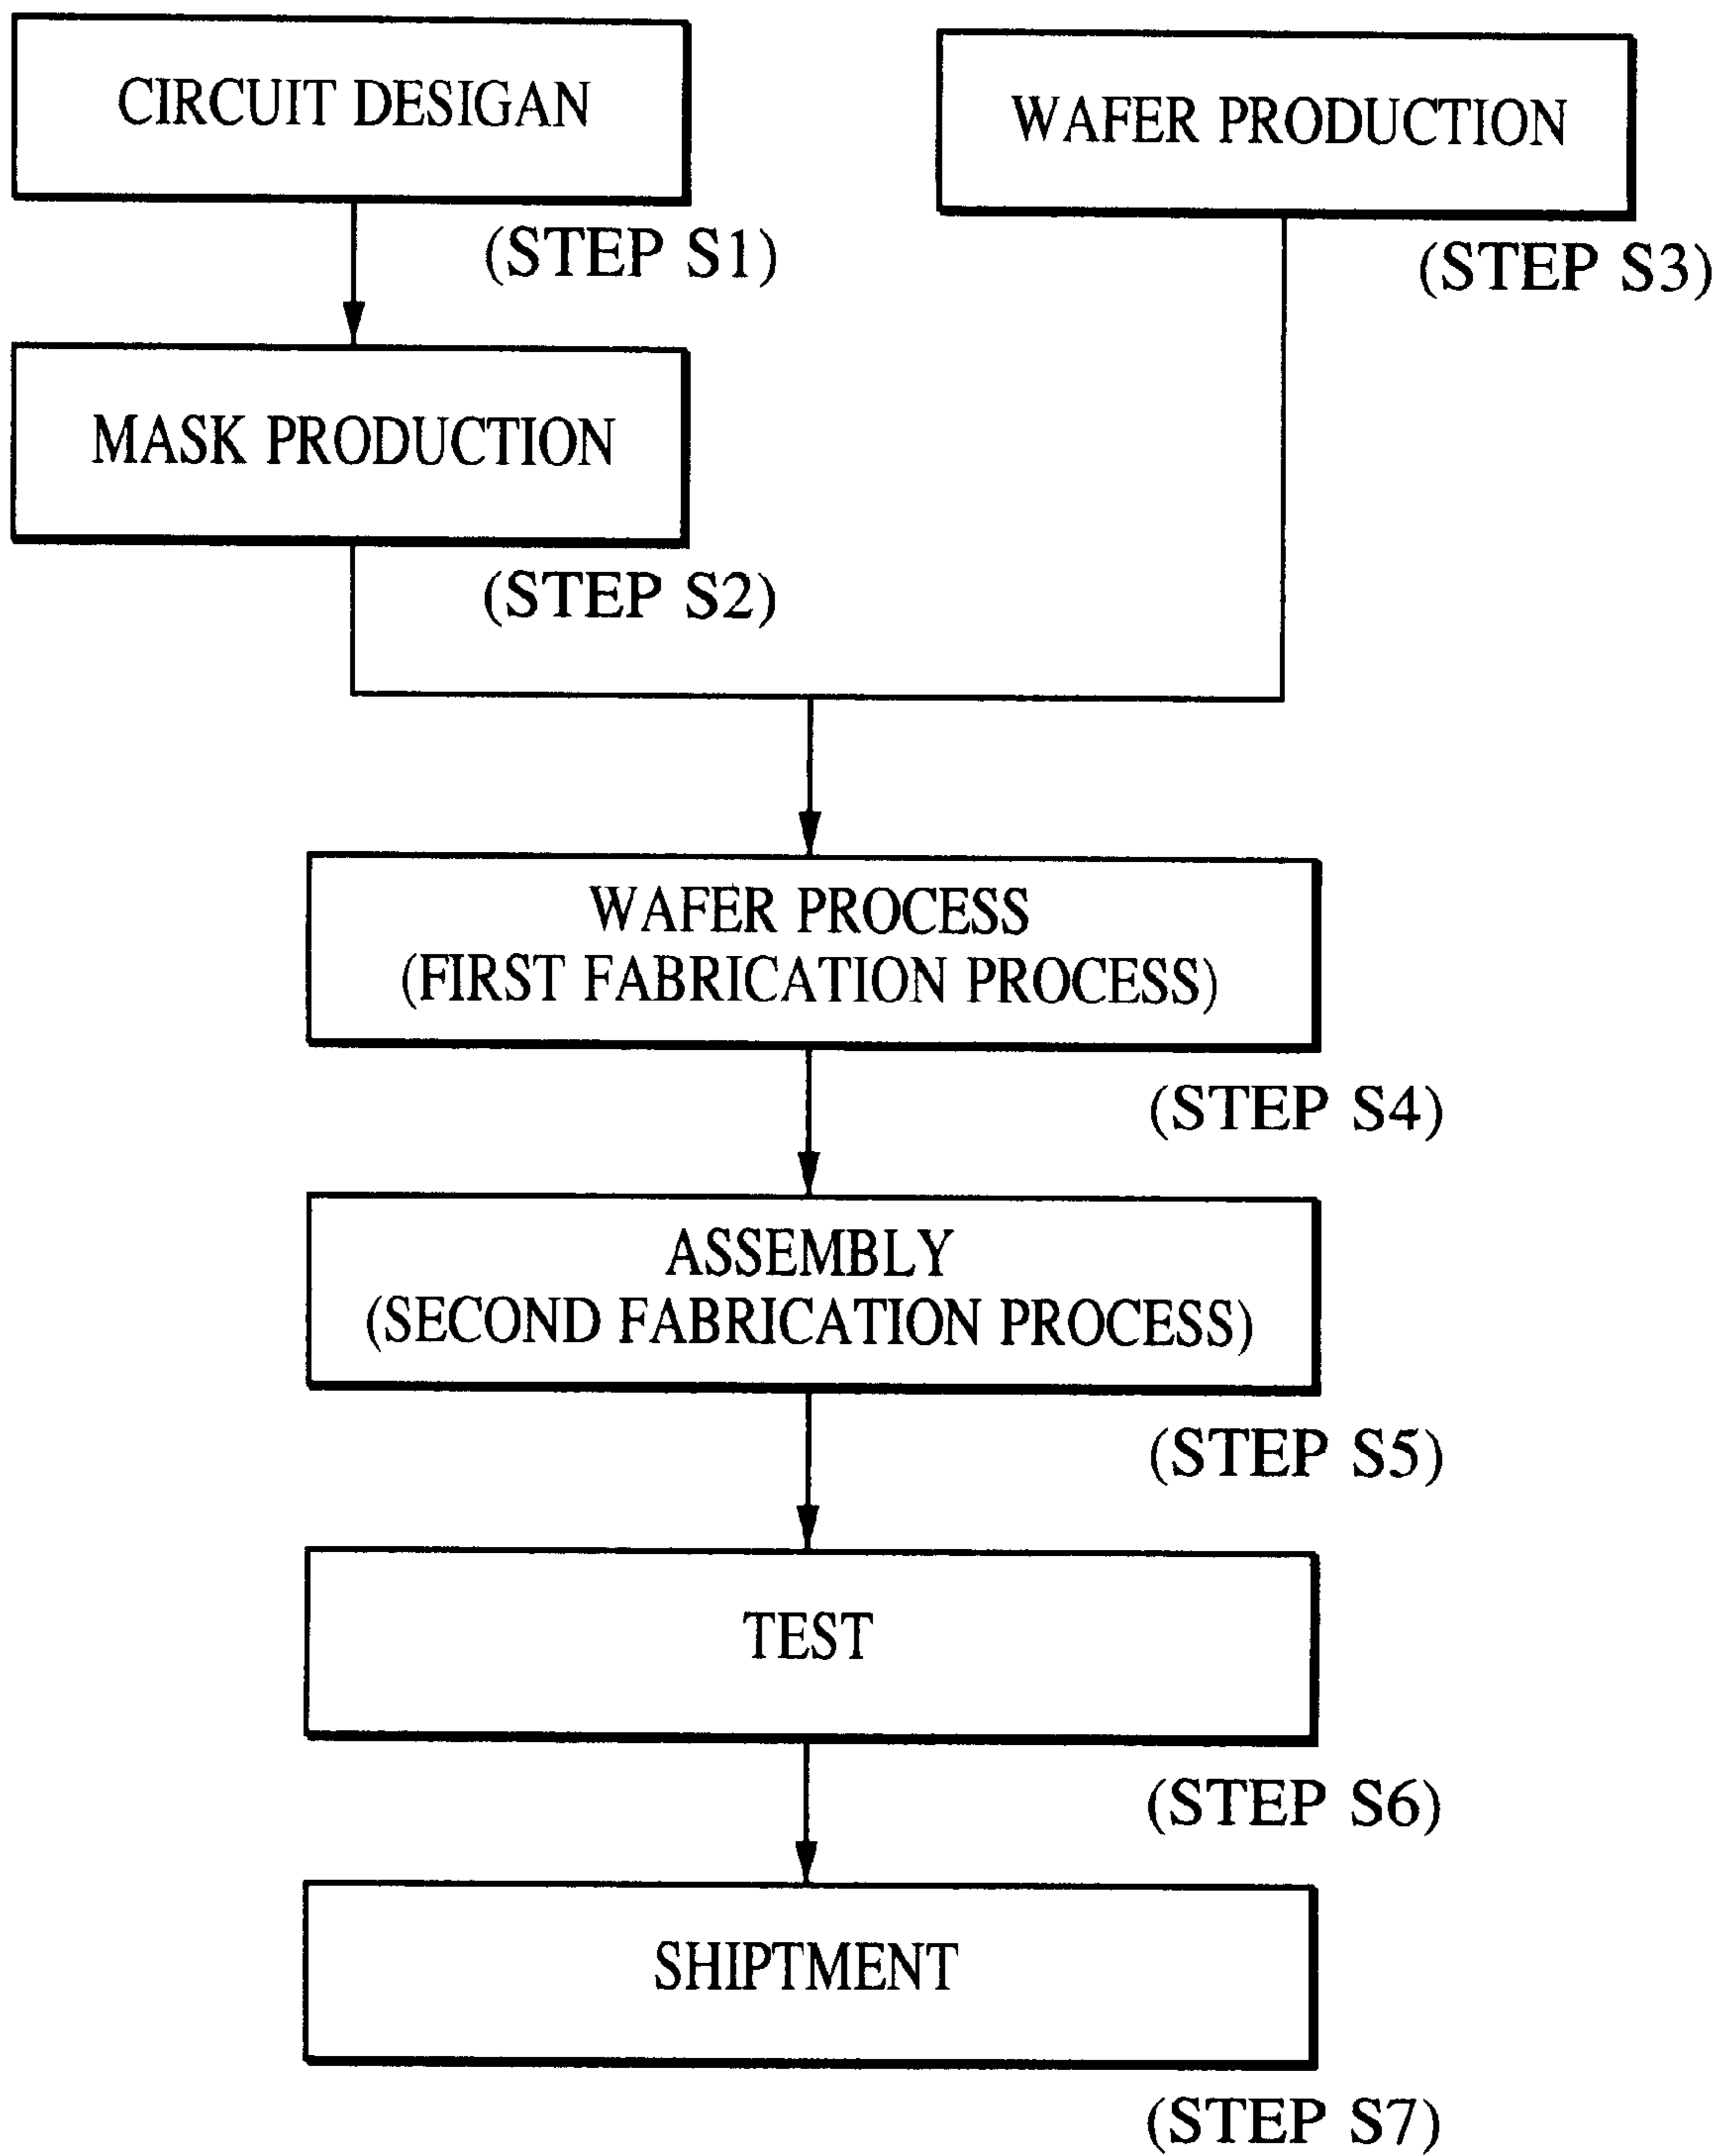 CIRCUIT DESIGAN
(STEP S1)
WAFER PRODUCTION
(STEP S3)
MASK PRODUCTION
(STEP S2)
WAFER PROCESS
(FIRST FABRICATION PROCESS)
(STEP S4)
ASSEMBLY
(SECOND FABRICATION PROCESS)
(STEP S5)
TEST
(STEP S6)
SHIPTMENT
(STEP S7)